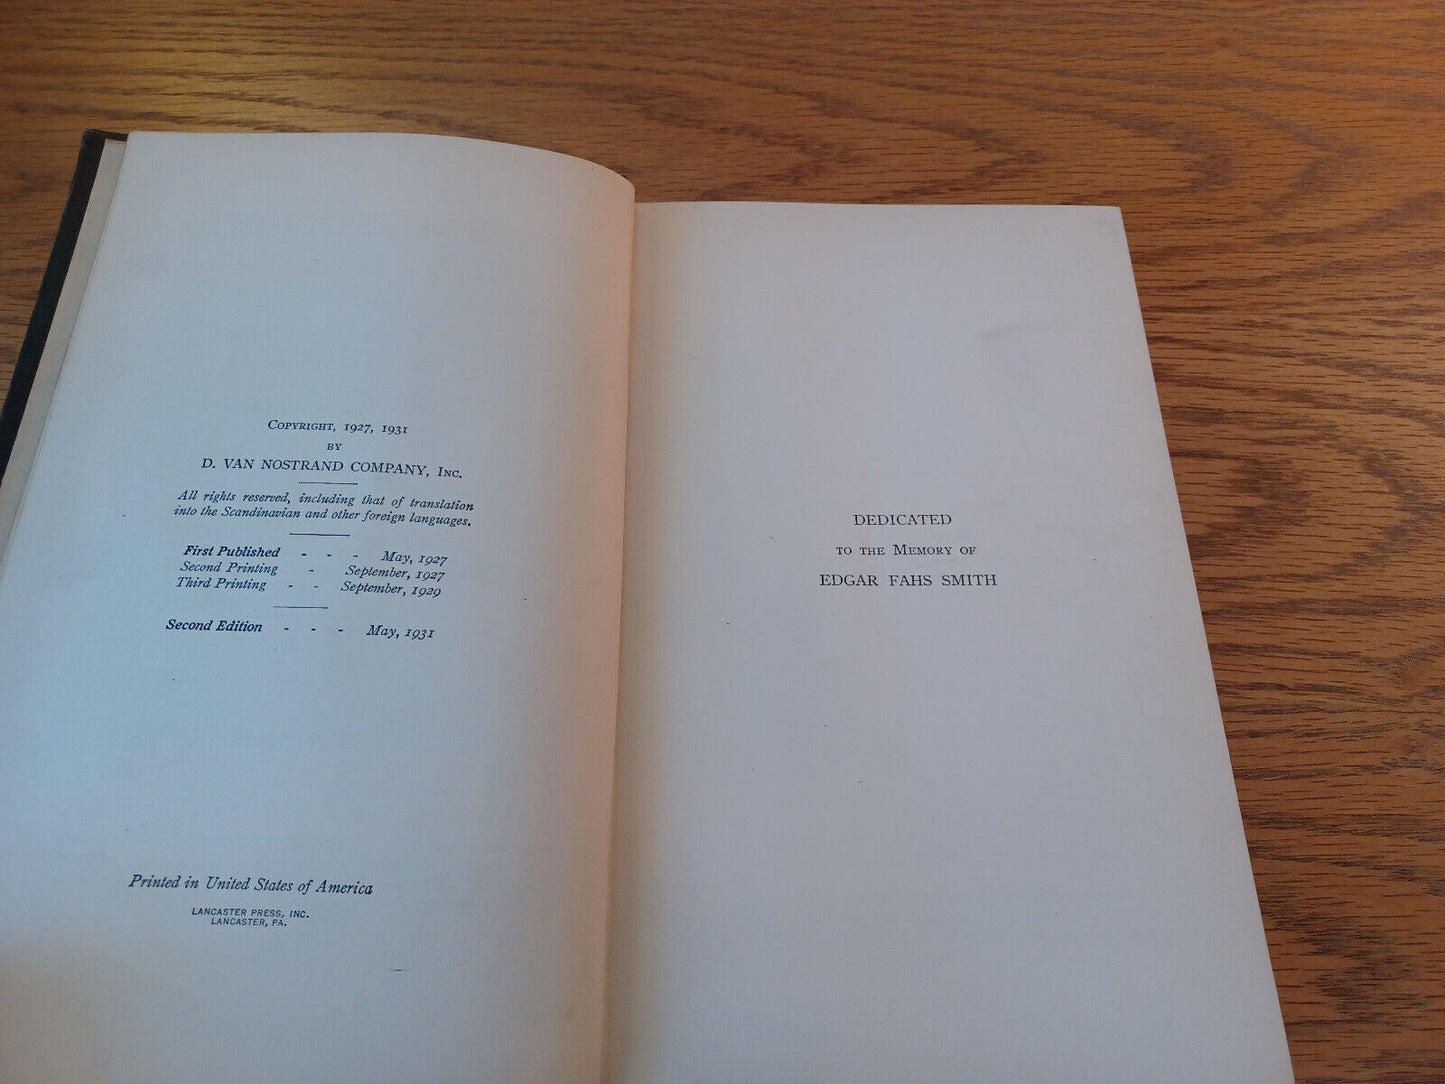 Copyright, 1927, 1931
BY
D. VAN NOSTRAND COMPANY, Inc.
All rights reserved, including that of translation
into the Scandinavian and other foreign languages.
First Published - - - May, 1927
Second Printing - September, 1927
Third Printing - - September, 1929
Second Edition - - - May, 1931
Printed in United States of America
LANCASTER PRESS, INC.
LANCASTER, PA.
DEDICATED
TO THE Memory OF
EDGAR FAHS SMITH